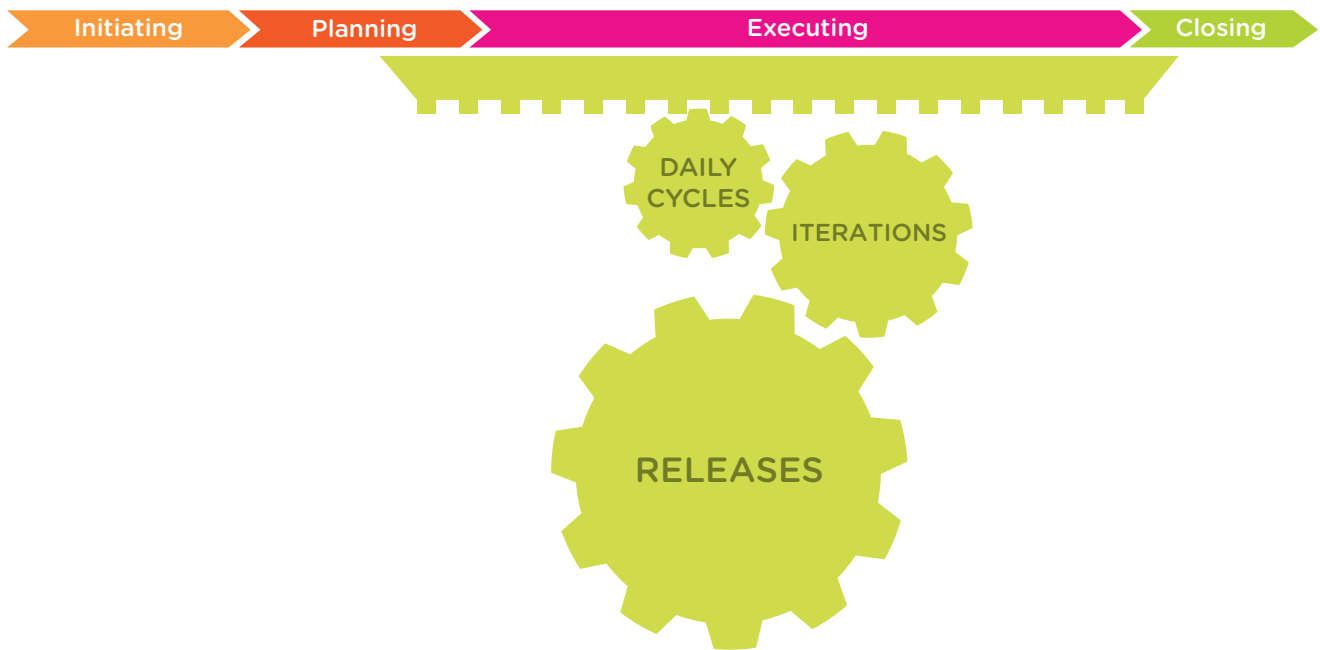 Initiating
Planning
Executing
Closing
DAILY
CYCLES
ITERATIONS
RELEASES